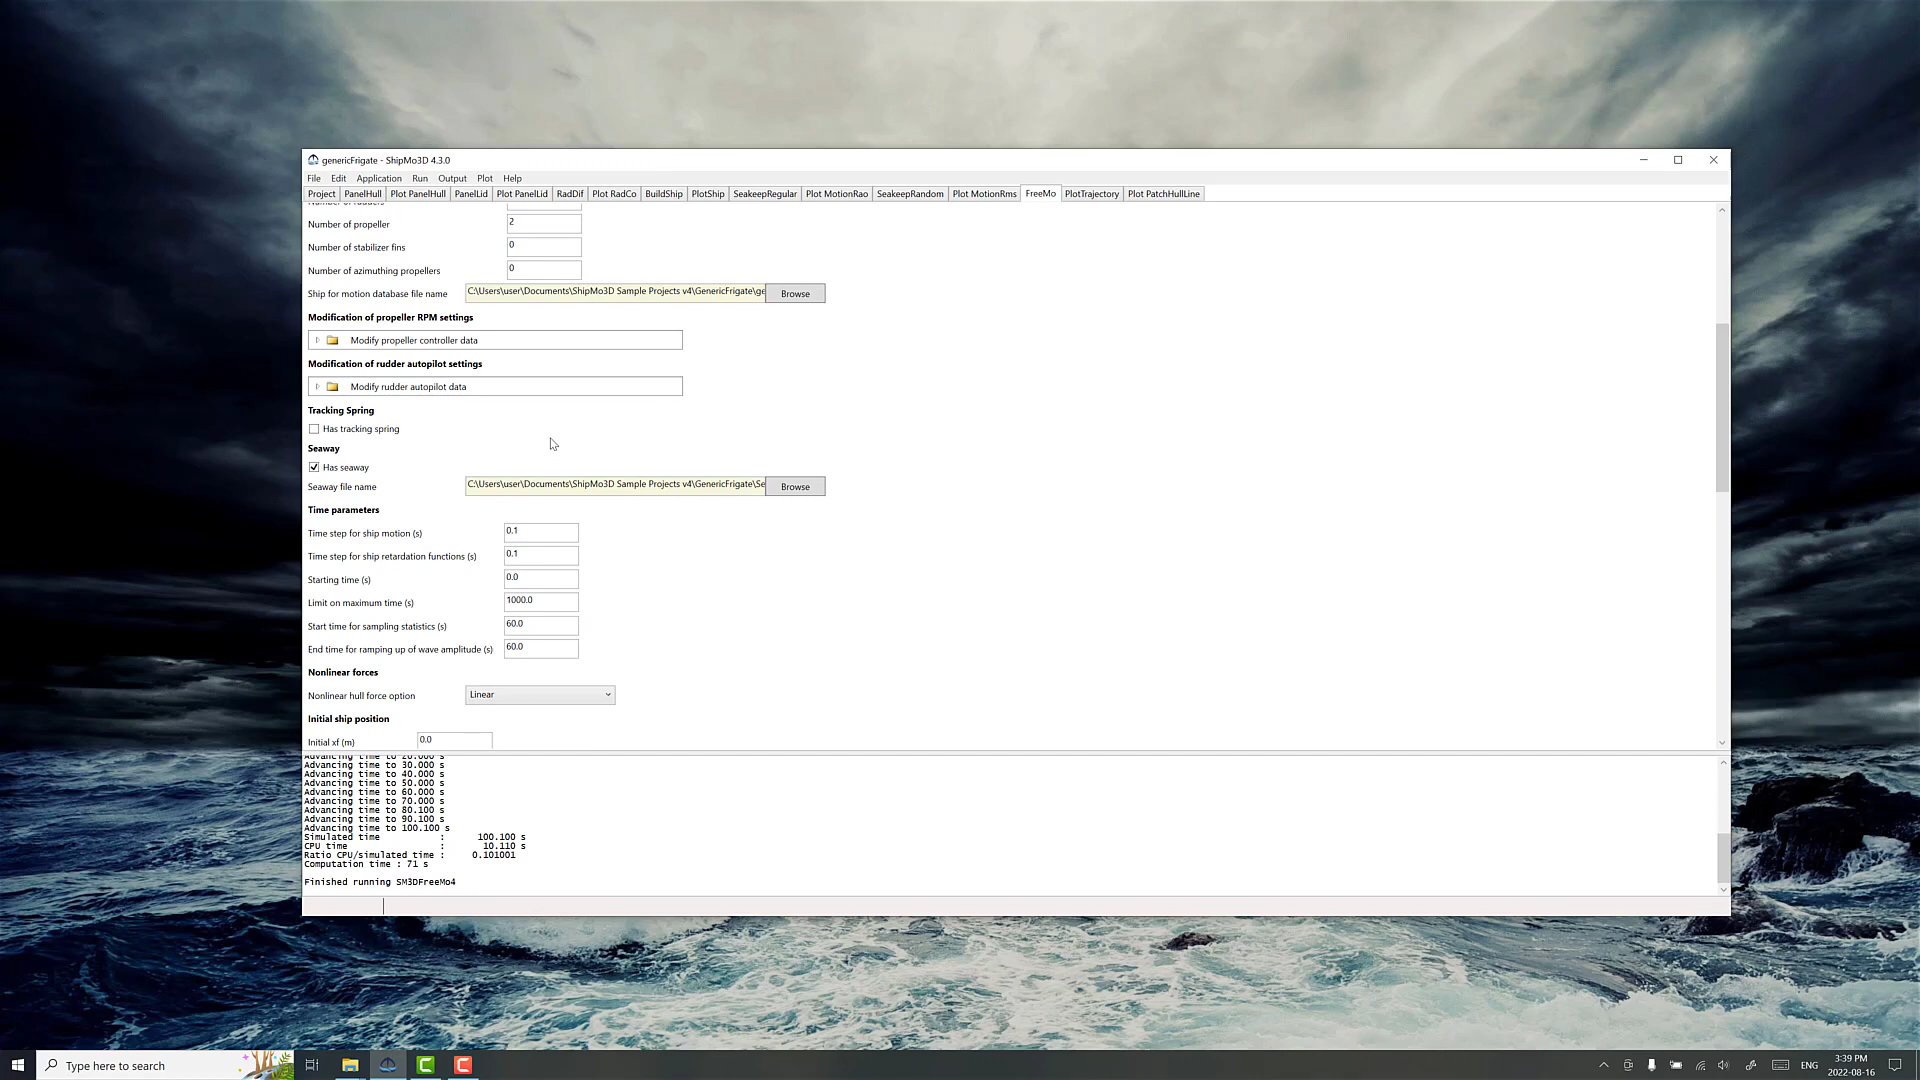 genericFrigate - ShipMo3D 4.3.0
File Edit Application Run Output Plot Help
Project PanelHull Plot PanelHull PanelLid Plot PanelLid RadDif Plot RadCo BuildShip PlotShip SeakeepRegular Plot MotionRao SeakeepRandom Plot MotionRms FreeMo PlotTrajectory Plot PatchHullLine
Number of rudders
Number of propeller 2
Number of stabilizer fins 0
Number of azimuthing propellers 0
Ship for motion database file name C:\Users\user\Documents\ShipMo3D Sample Projects v4\GenericFrigate\ge Browse
Modification of propeller RPM settings
Modify propeller controller data
Modification of rudder autopilot settings
Modify rudder autopilot data
Tracking Spring
Has tracking spring
Seaway
Has seaway
Seaway file name C:\Users\user\Documents\ShipMo3D Sample Projects v4\GenericFrigate\Se Browse
Time parameters
Time step for ship motion (s) 0.1
Time step for ship retardation functions (s) 0.1
Starting time (s) 0.0
Limit on maximum time (s) 1000.0
Start time for sampling statistics (s) 60.0
End time for ramping up of wave amplitude (s) 60.0
Nonlinear forces
Nonlinear hull force option Linear
Initial ship position
Initial xf (m) 0.0
Advancing time to 20.000 s
Advancing time to 30.000 s
Advancing time to 40.000 s
Advancing time to 50.000 s
Advancing time to 60.000 s
Advancing time to 70.000 s
Advancing time to 80.100 s
Advancing time to 90.100 s
Advancing time to 100.100 s
Simulated time : 100.100 s
CPU time : 10.110 s
Ratio CPU/simulated time : 0.101001
Computation time : 71 s
Finished running SM3DFreeMo4
Type here to search
ENG
3:39 PM
2022-08-16